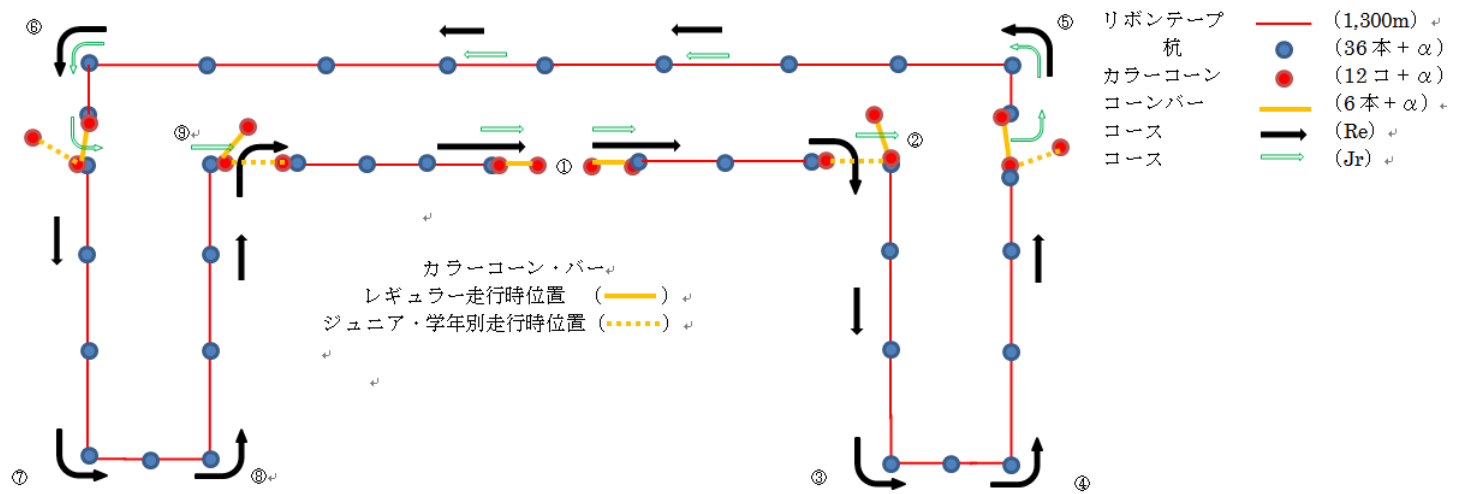 ⑥
⑤
リボンテープ (1,300m)
杭 (36本+α)
カラーコーン (12コ+α)
コーンバー (6本+α)
コース (Re)
コース (Jr)
⑨
①
②
カラーコーン・バー
レギュラー走行時位置 ( )
ジュニア・学年別走行時位置( )
⑦
⑧
③
④